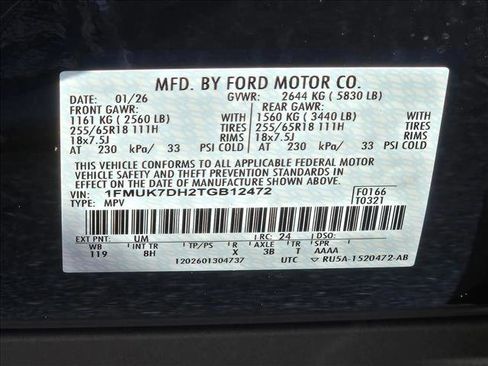 MFD. BY FORD MOTOR CO.
DATE: 01/26 GVWR: 2644 KG ( 5830 LB)
FRONT GAWR: REAR GAWR:
1161 KG ( 2560 LB) WITH 1560 KG ( 3440 LB) WITH
255/65R18 111H TIRES 255/65R18 111H TIRES
18x7.5J RIMS 18x7.5J RIMS
AT 230 kPa/ 33 PSI COLD AT 230 kPa/ 33 PSI COLD
THIS VEHICLE CONFORMS TO ALL APPLICABLE FEDERAL MOTOR
VEHICLE SAFETY AND THEFT PREVENTION STANDARDS IN EFFECT ON
THE DATE OF MANUFACTURE SHOWN ABOVE.
VIN: 1FMUK7DH2TGB12472 F0166
TYPE: MPV T0321
EXT PNT: UM RC: 24 DSO:
WB INT TR TP/PS R AXLE TR SPR
119 8H X 3B T AAAA
1202601304737 UTC RU5A-1520472-AB